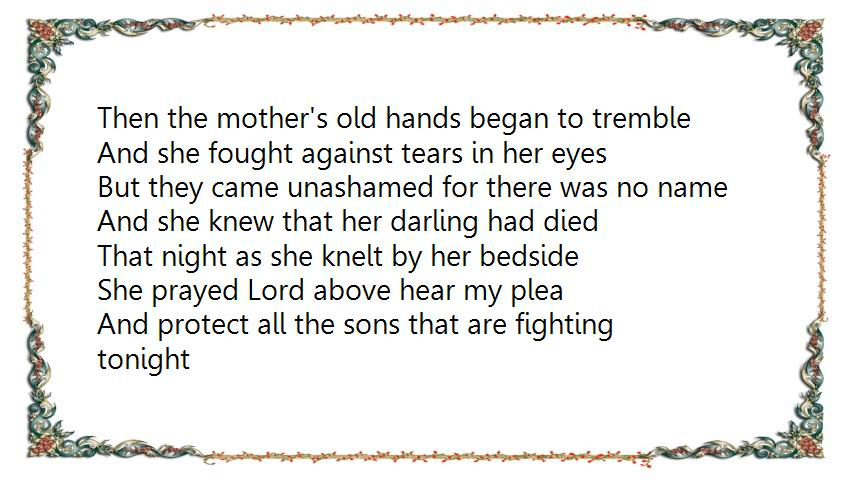 Then the mother's old hands began to tremble
And she fought against tears in her eyes
But they came unashamed for there was no name
And she knew that her darling had died
That night as she knelt by her bedside
She prayed Lord above hear my plea
And protect all the sons that are fighting
tonight